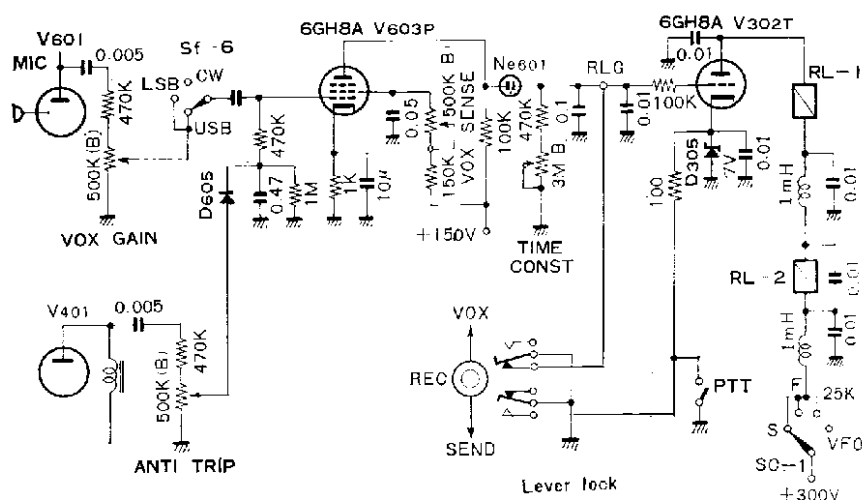 V601
MIC
0.005
470K
500K (B)
VOX GAIN
Sf-6
CW
LSB
USB
470K
0.47
1M
D605
6GH8A V603P
1K
10μ
0.05
500K (B)
150K
VOX SENSE
+150V
100K
Ne601
470K
3M B
TIME
CONST
0.1
RLG
0.01
100K
6GH8A V302T
0.01
D305
7V
0.01
100
RL-1
1mH
0.01
RL-2
0.01
1mH
0.01
F
25K
S
VFO
SC-1
+300V
V401
0.005
470K
500K (B)
ANTI TRIP
VOX
REC
SEND
PTT
Lever lock